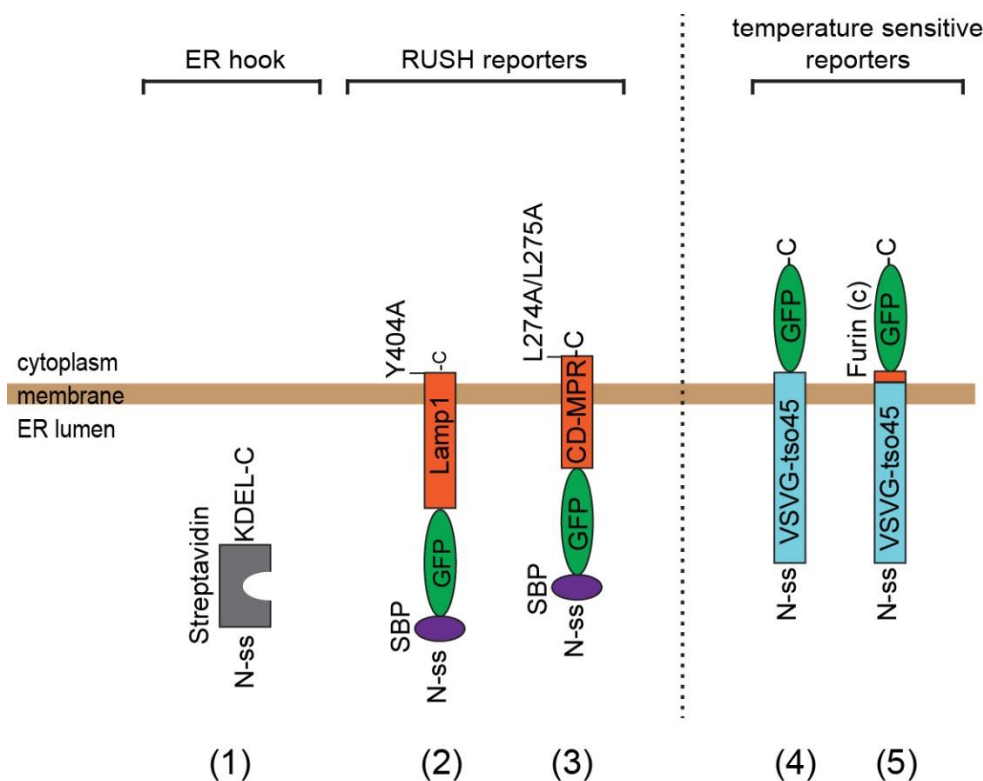 ER hook
RUSH reporters
temperature sensitive
reporters
cytoplasm
membrane
ER lumen
Streptavidin
KDEL-C
N-ss
Y404A
-C
Lamp1
GFP
SBP
N-ss
L274A/L275A
-C
CD-MPR
GFP
SBP
N-ss
-C
GFP
VSVG-tso45
N-ss
Furin (c)
-C
GFP
VSVG-tso45
N-ss
(1)
(2)
(3)
(4)
(5)